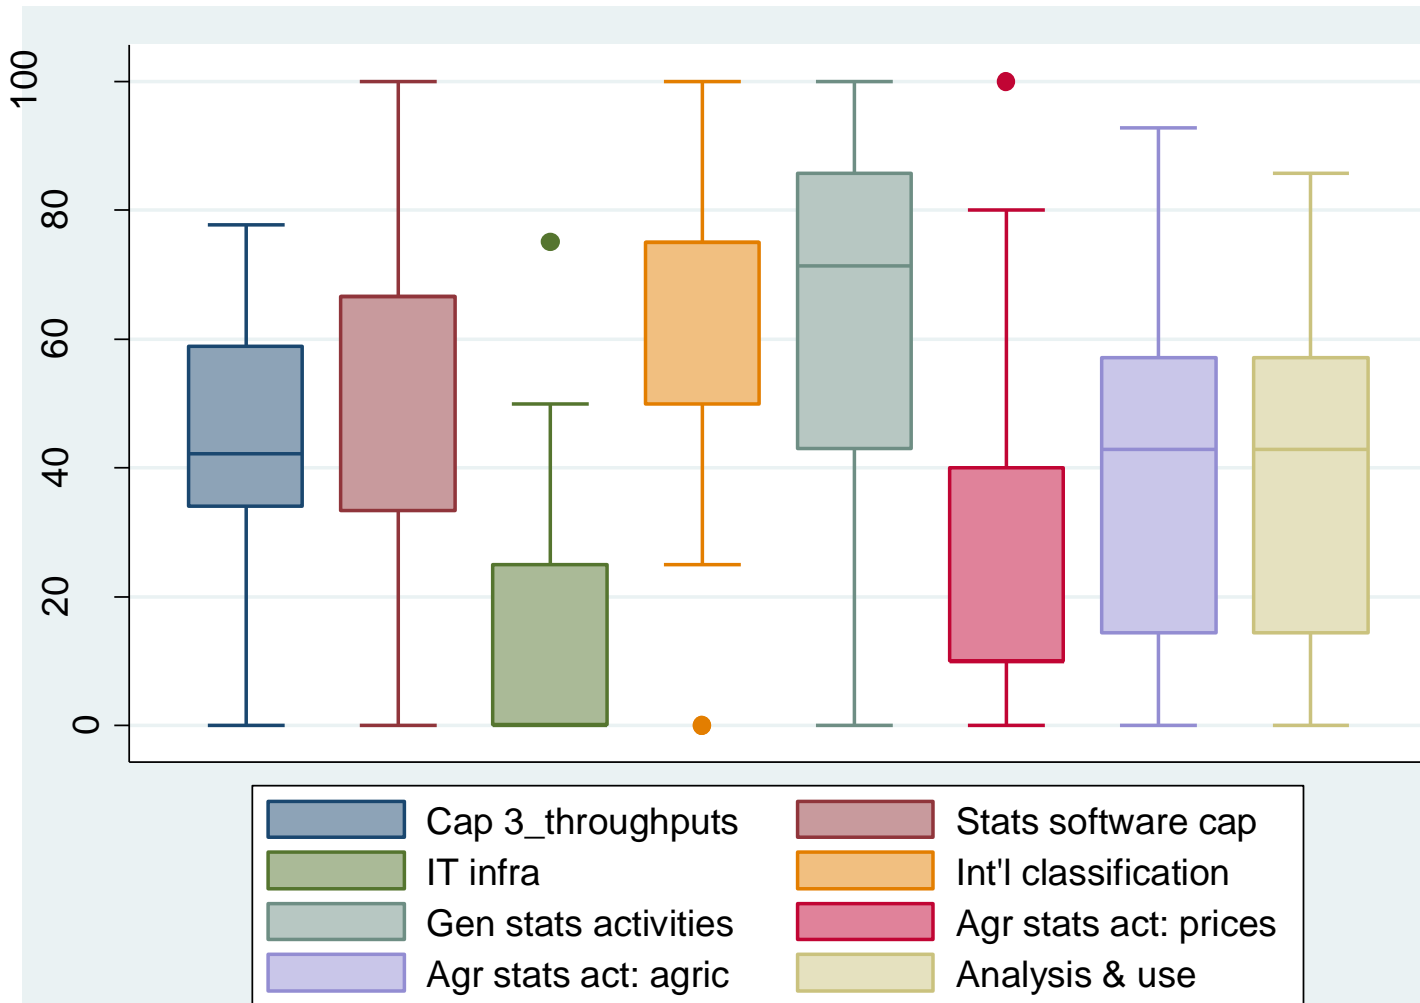 100
80
60
40
20
0
Cap 3_throughputs Stats software cap
IT infra Int'l classification
Gen stats activities Agr stats act: prices
Agr stats act: agric Analysis & use